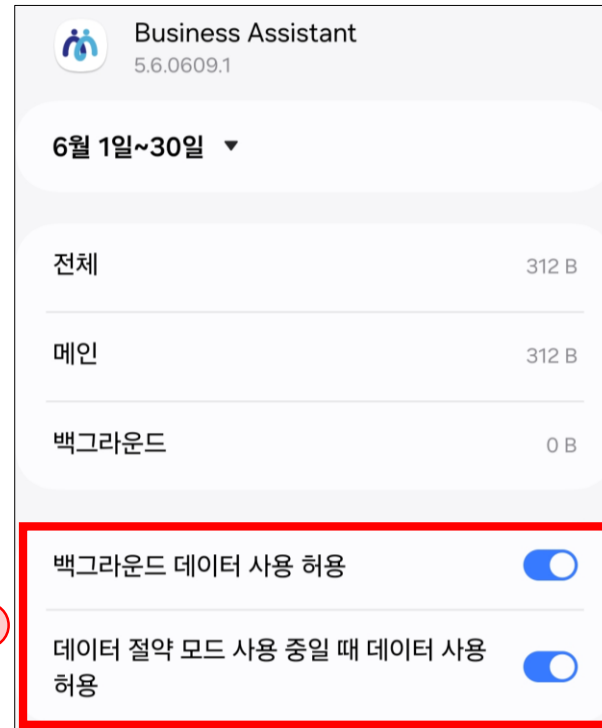 Business Assistant
5.6.0609.1
6월 1일~30일
전체
312 B
메인
312 B
백그라운드
0 B
백그라운드 데이터 사용 허용
데이터 절약 모드 사용 중일 때 데이터 사용
허용